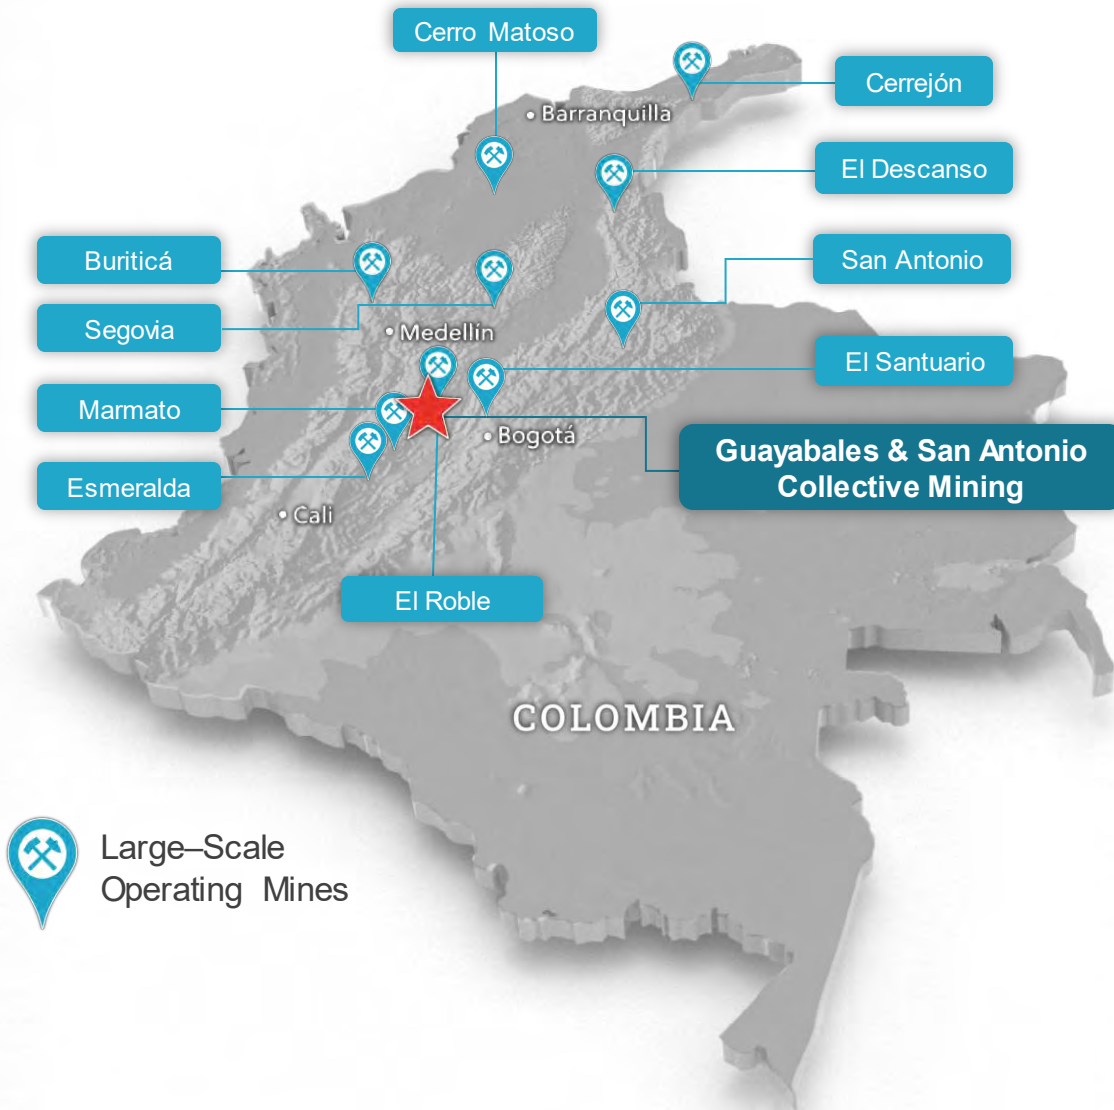 Cerro Matoso
Cerrejón
Barranquilla
El Descanso
Buriticá
San Antonio
Segovia
Medellín
El Santuario
Marmato
Bogotá
Guayabales & San Antonio
Collective Mining
Esmeralda
Cali
El Roble
COLOMBIA
Large–Scale
Operating Mines